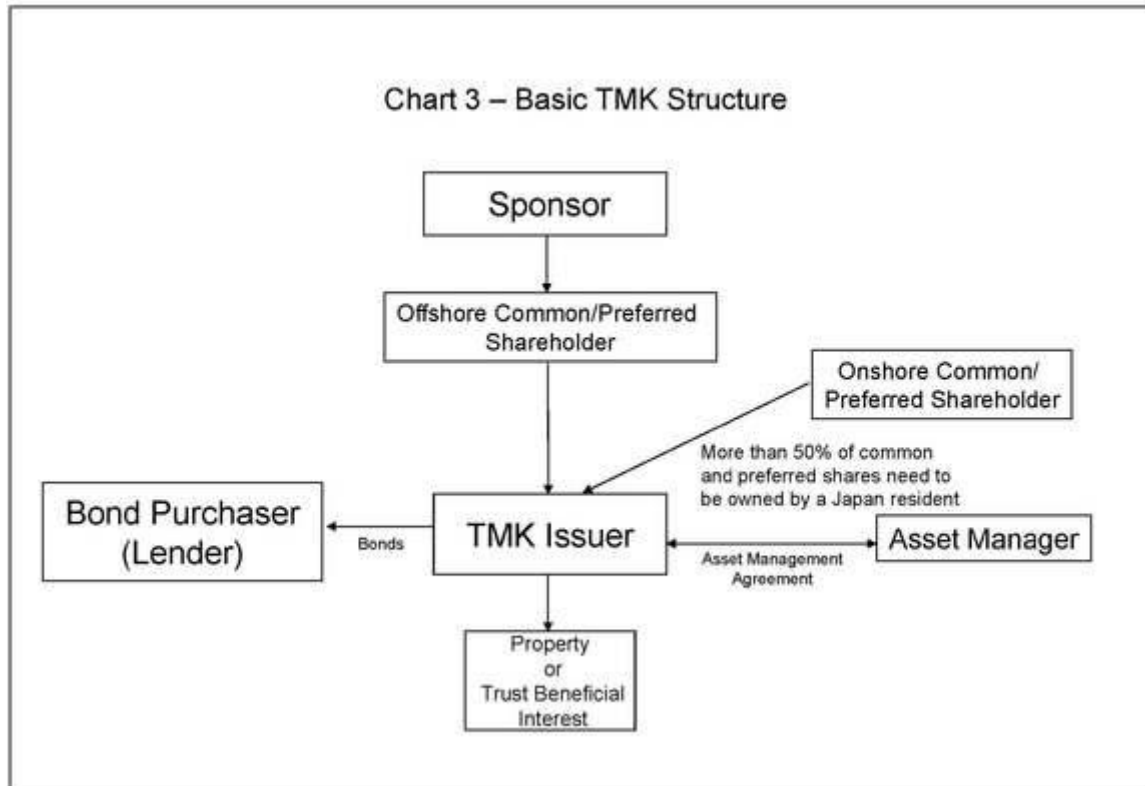 Chart 3 – Basic TMK Structure
Sponsor
Offshore Common/Preferred
Shareholder
Onshore Common/
Preferred Shareholder
More than 50% of common
and preferred shares need to
be owned by a Japan resident
Bond Purchaser
(Lender)
Bonds
TMK Issuer
Asset Management
Agreement
Asset Manager
Property
or
Trust Beneficial
Interest